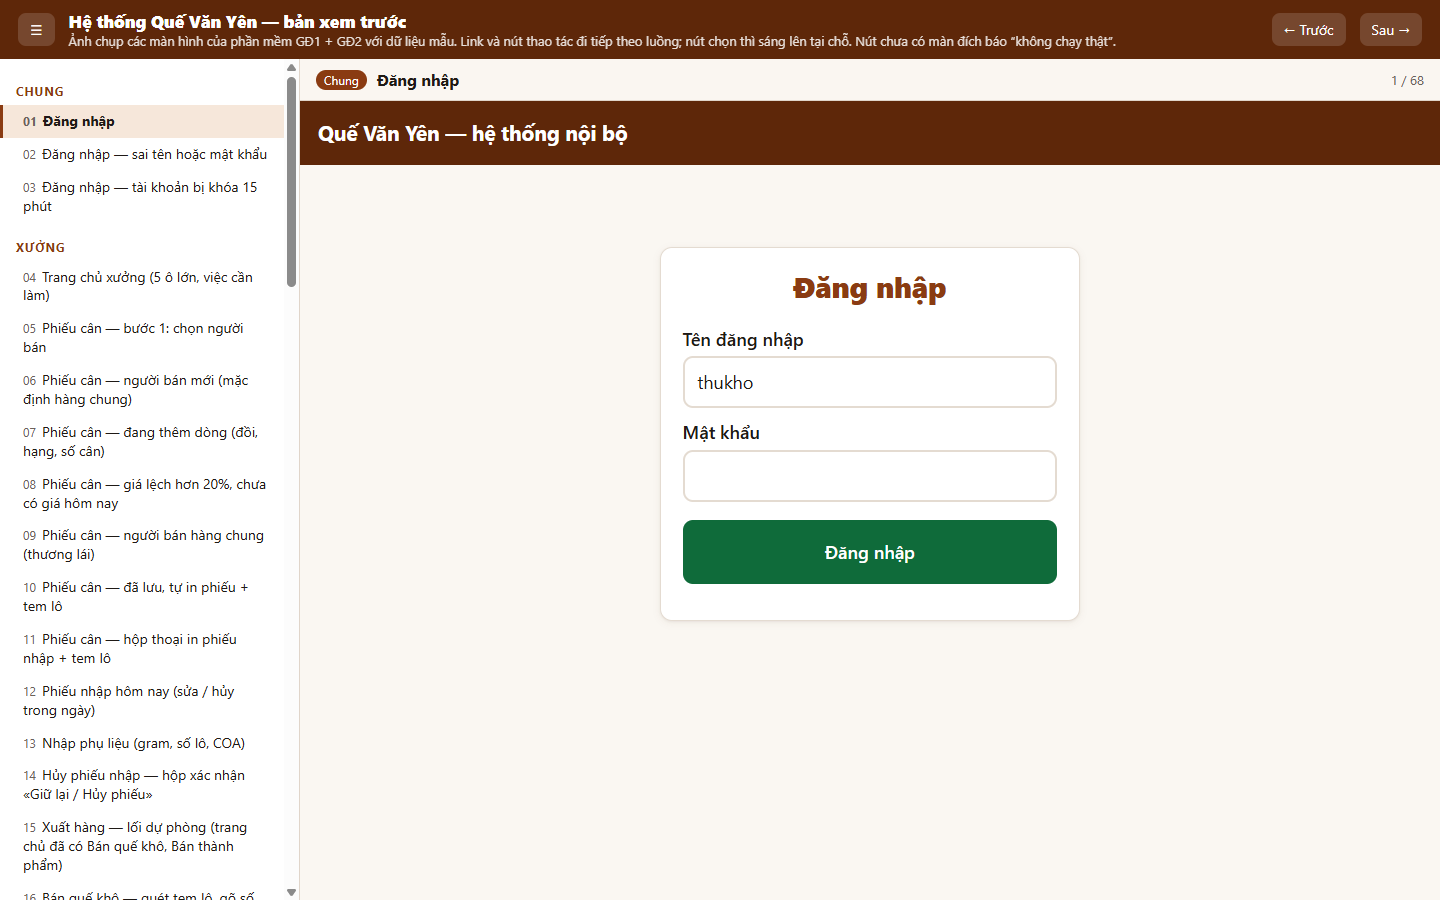 ☰
Hệ thống Quế Văn Yên — bản xem trước
Ảnh chụp các màn hình của phần mềm GĐ1 + GĐ2 với dữ liệu mẫu. Link và nút thao tác đi tiếp theo luồng; nút chọn thì sáng lên tại chỗ. Nút chưa có màn đích báo “không chạy thật”.
← Trước
Sau →
CHUNG
01 Đăng nhập
02 Đăng nhập — sai tên hoặc mật khẩu
03 Đăng nhập — tài khoản bị khóa 15
phút
XƯỞNG
04 Trang chủ xưởng (5 ô lớn, việc cần
làm)
05 Phiếu cân — bước 1: chọn người
bán
06 Phiếu cân — người bán mới (mặc
định hàng chung)
07 Phiếu cân — đang thêm dòng (đồi,
hạng, số cân)
08 Phiếu cân — giá lệch hơn 20%, chưa
có giá hôm nay
09 Phiếu cân — người bán hàng chung
(thương lái)
10 Phiếu cân — đã lưu, tự in phiếu +
tem lô
11 Phiếu cân — hộp thoại in phiếu
nhập + tem lô
12 Phiếu nhập hôm nay (sửa / hủy
trong ngày)
13 Nhập phụ liệu (gram, số lô, COA)
14 Hủy phiếu nhập — hộp xác nhận
«Giữ lại / Hủy phiếu»
15 Xuất hàng — lối dự phòng (trang
chủ đã có Bán quế khô, Bán thành
phẩm)
16 Bán quế khô — quét tem lô, gõ số
Chung Đăng nhập
1 / 68
Quế Văn Yên — hệ thống nội bộ
Đăng nhập
Tên đăng nhập
thukho
Mật khẩu
Đăng nhập